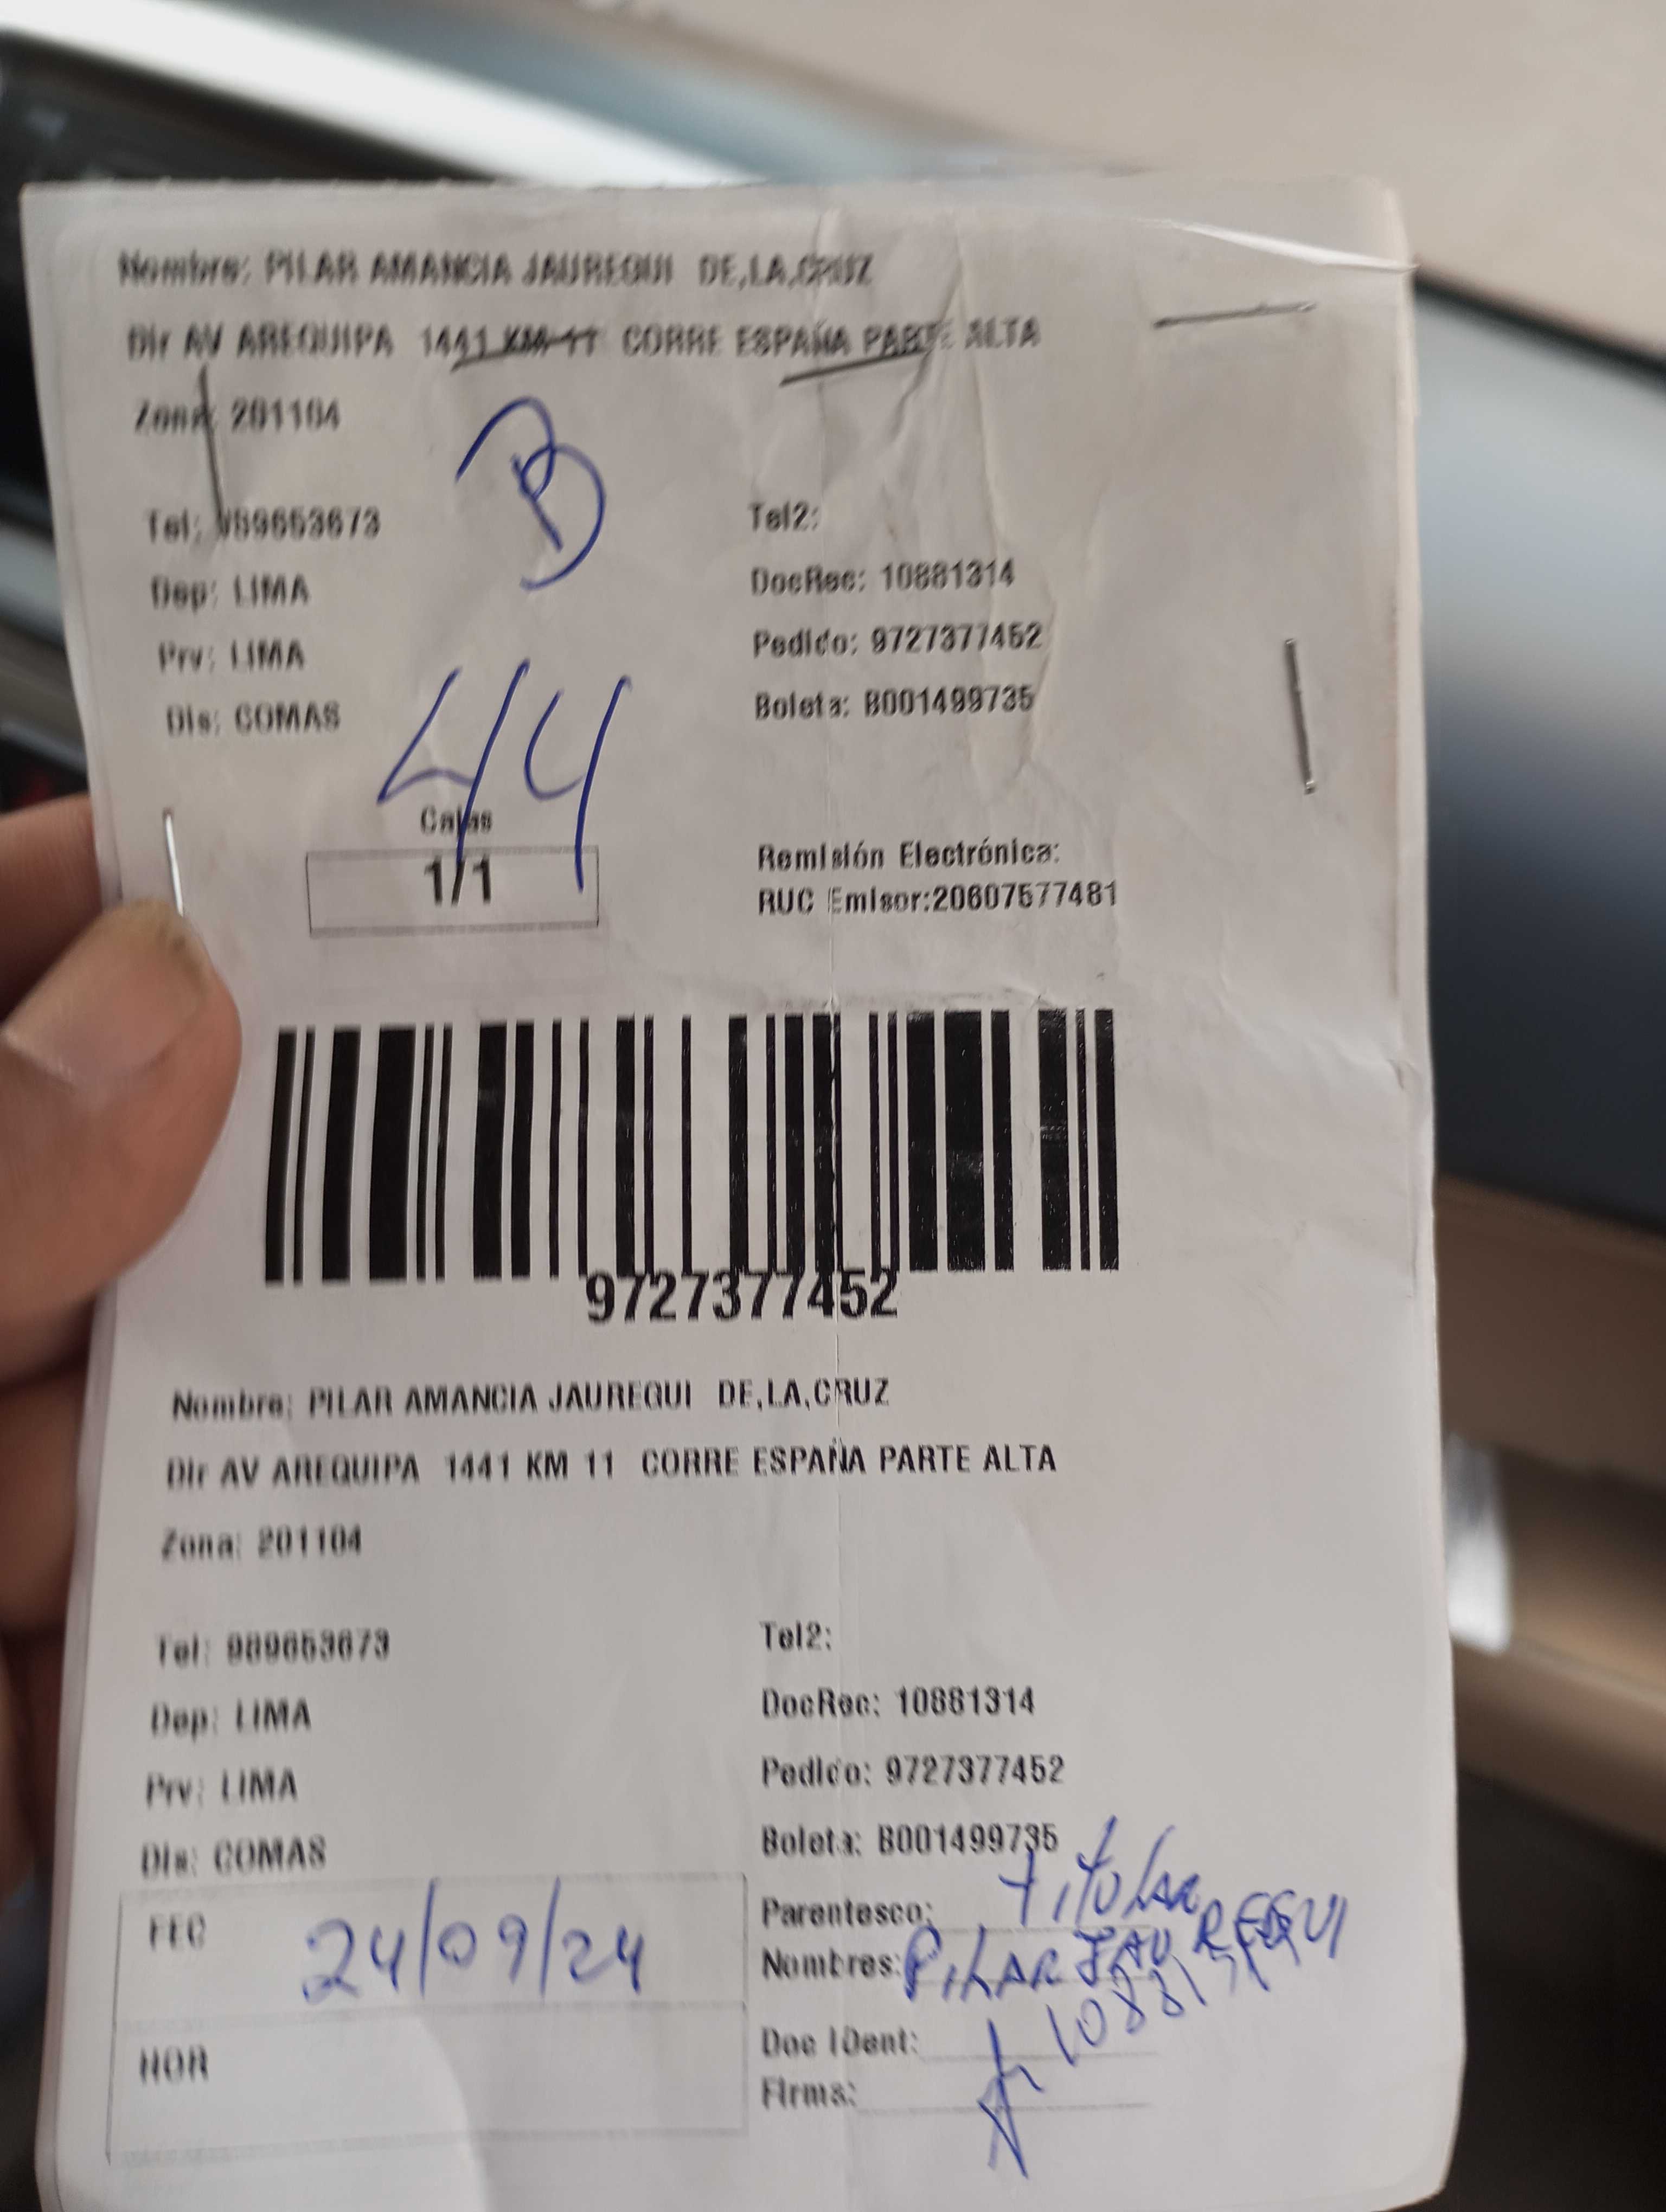 Nombre: PILAR AMANCIA JAUREGUI DE,LA,CRUZ
Dir AV AREQUIPA 1441 KM 11 CORRE ESPAÑA PARTE ALTA
Zona: 201104
B
Tel: 989653673 Tel2:
Dep: LIMA DocRec: 10881314
Prv: LIMA Pedido: 9727377452
Dis: COMAS Boleta: B001499735
44
Cajas
1/1
Remisión Electrónica:
RUC Emisor:20607577481
9727377452
Nombre: PILAR AMANCIA JAUREGUI DE,LA,CRUZ
Dir AV AREQUIPA 1441 KM 11 CORRE ESPAÑA PARTE ALTA
Zona: 201104
Tel: 989653673 Tel2:
Dep: LIMA DocRec: 10881314
Prv: LIMA Pedido: 9727377452
Dis: COMAS Boleta: B001499735
FEC 24/09/24
Parentesco: TITULAR
Nombres: PILAR JAUREGUI
HOR
Doc IDent:
Firma: